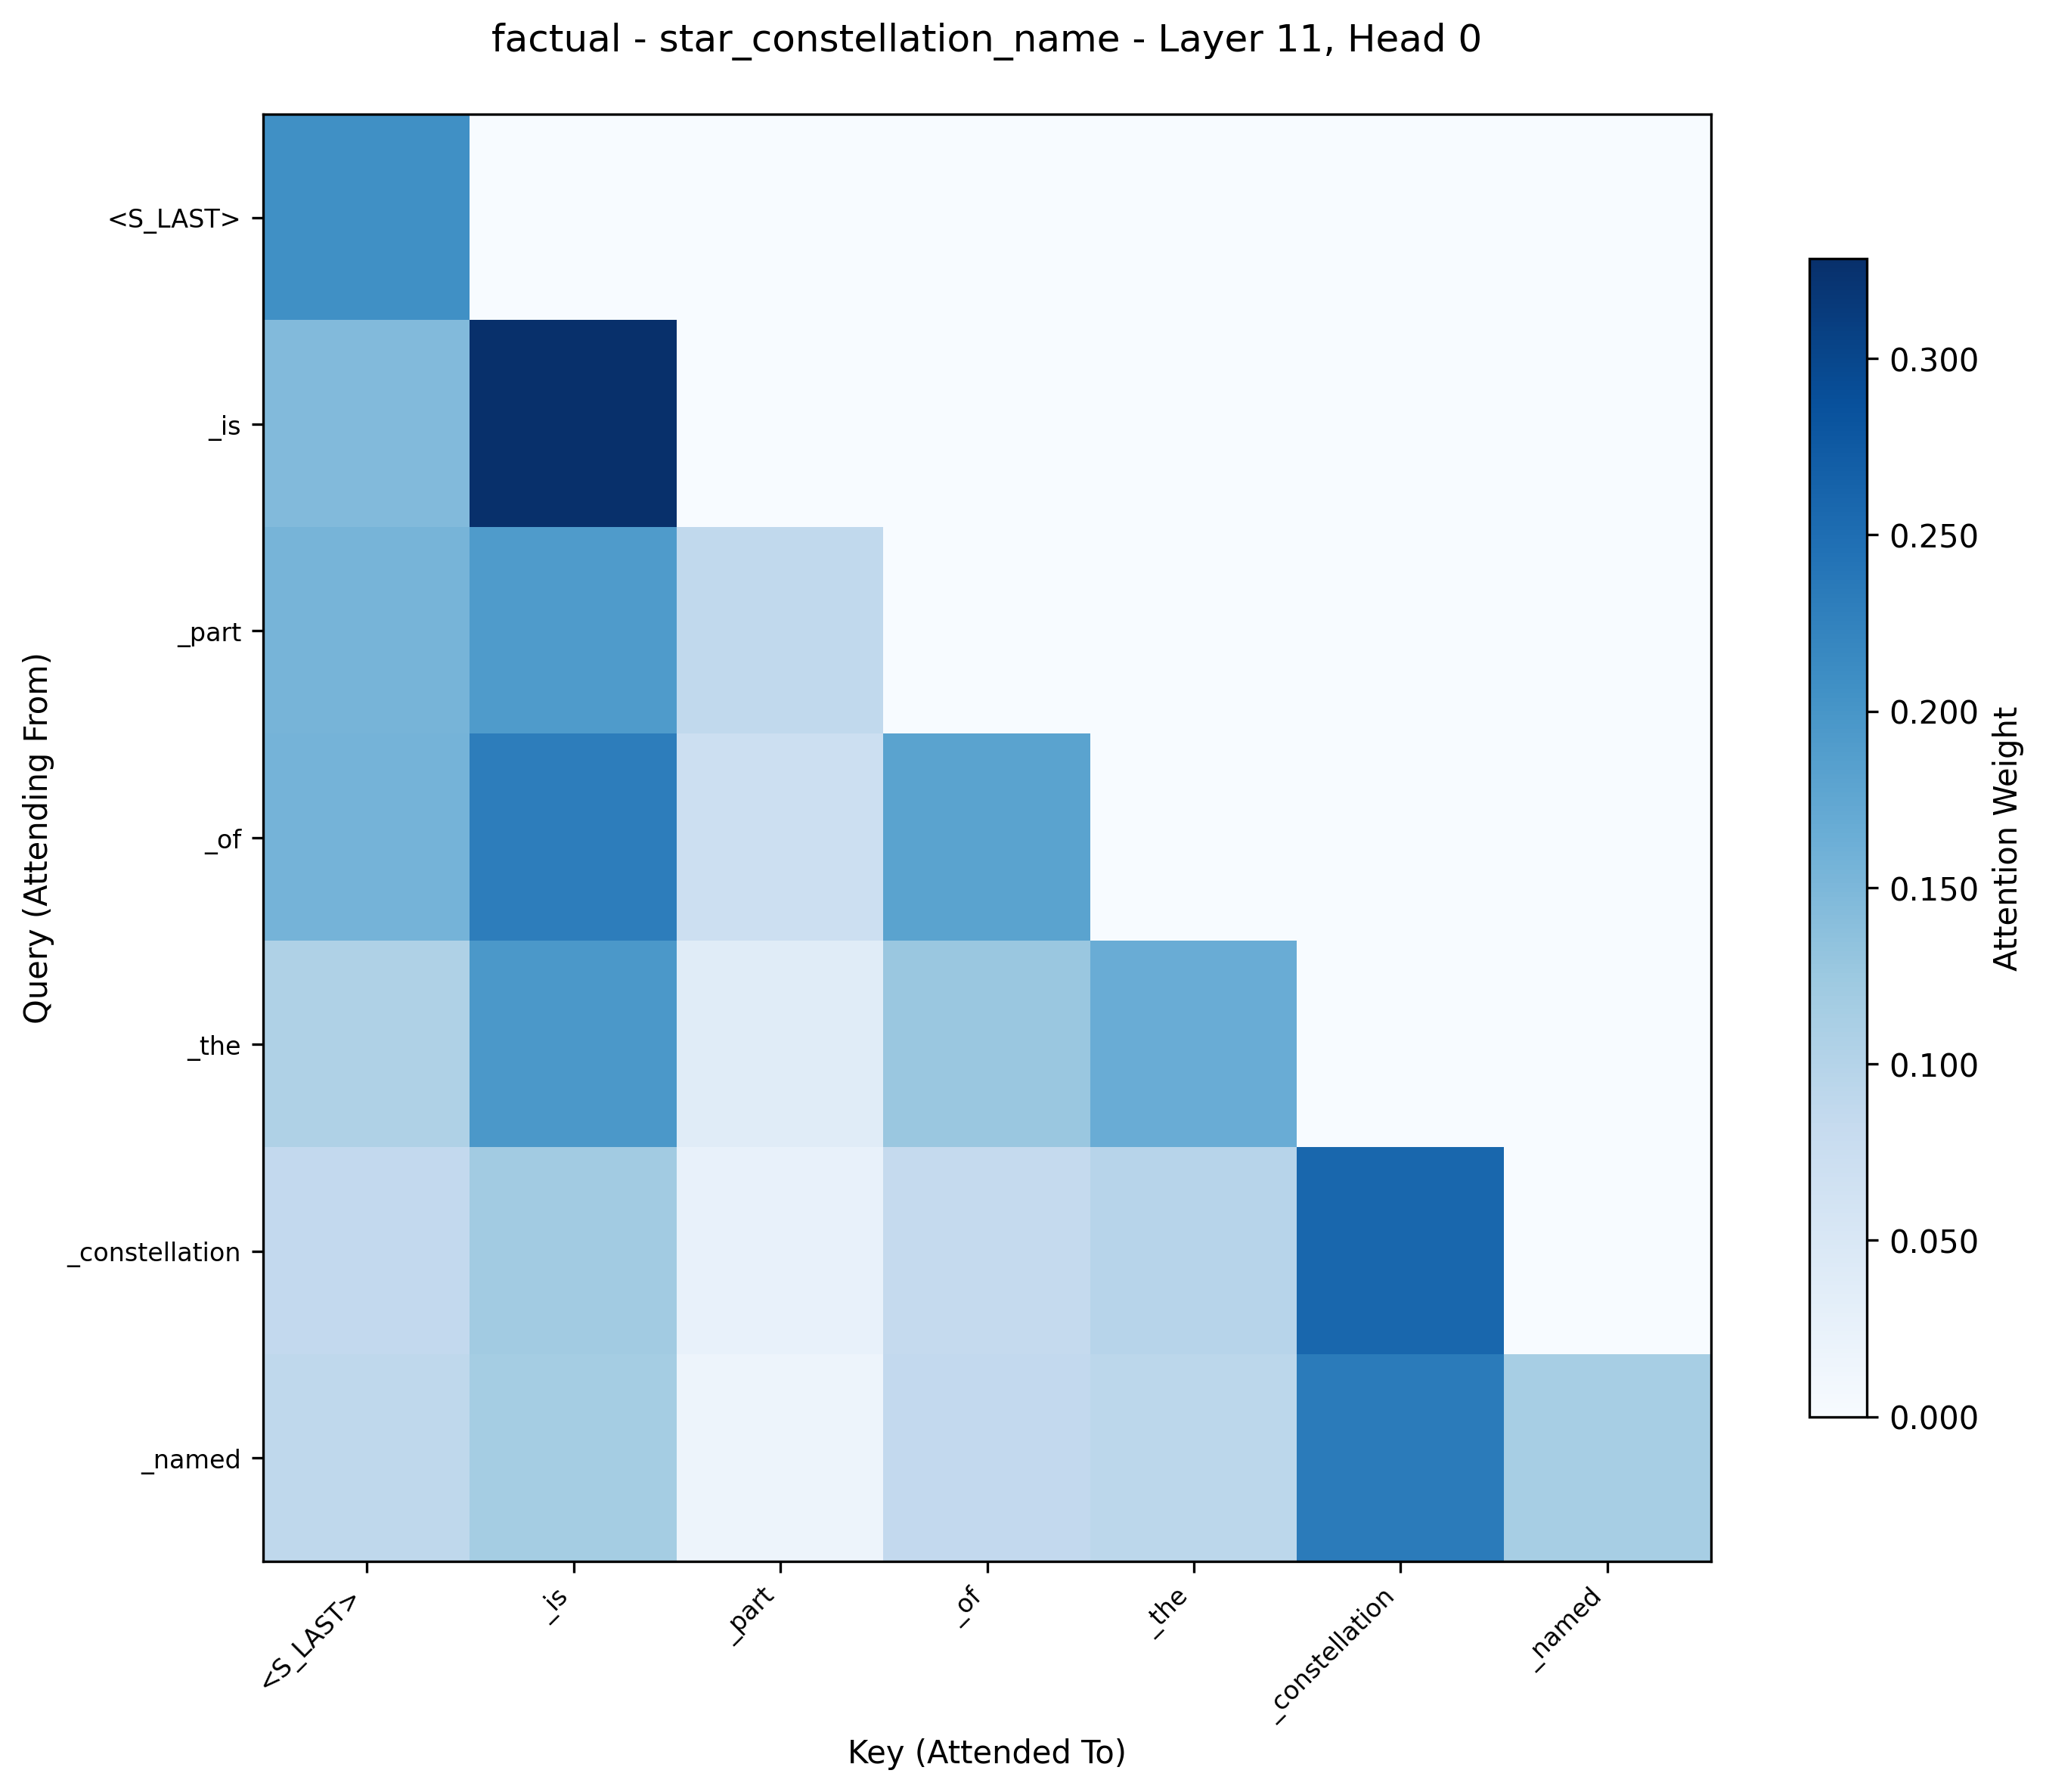 factual - star_constellation_name - Layer 11, Head 0
Query (Attending From)
<S_LAST>
_is
_part
_of
_the
_constellation
_named
<S_LAST>
_is
_part
_of
_the
_constellation
_named
Key (Attended To)
0.300
0.250
0.200
0.150
0.100
0.050
0.000
Attention Weight